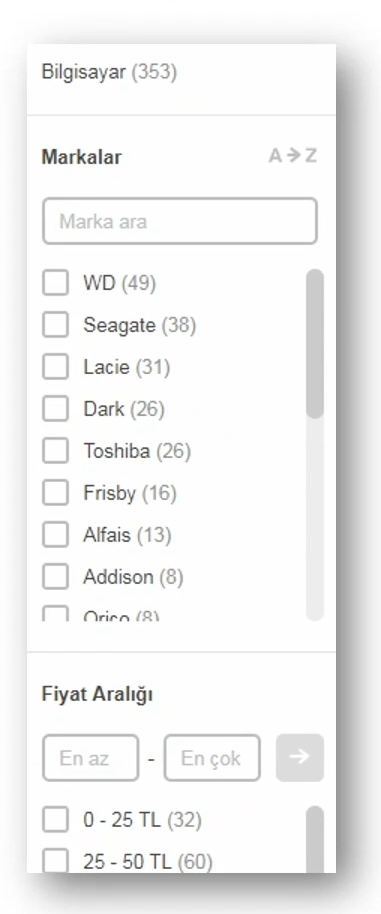 Bilgisayar (353)
Markalar A → Z
Marka ara
WD (49)
Seagate (38)
Lacie (31)
Dark (26)
Toshiba (26)
Frisby (16)
Alfais (13)
Addison (8)
Orico (8)
Fiyat Aralığı
En az - En çok
0 - 25 TL (32)
25 - 50 TL (60)